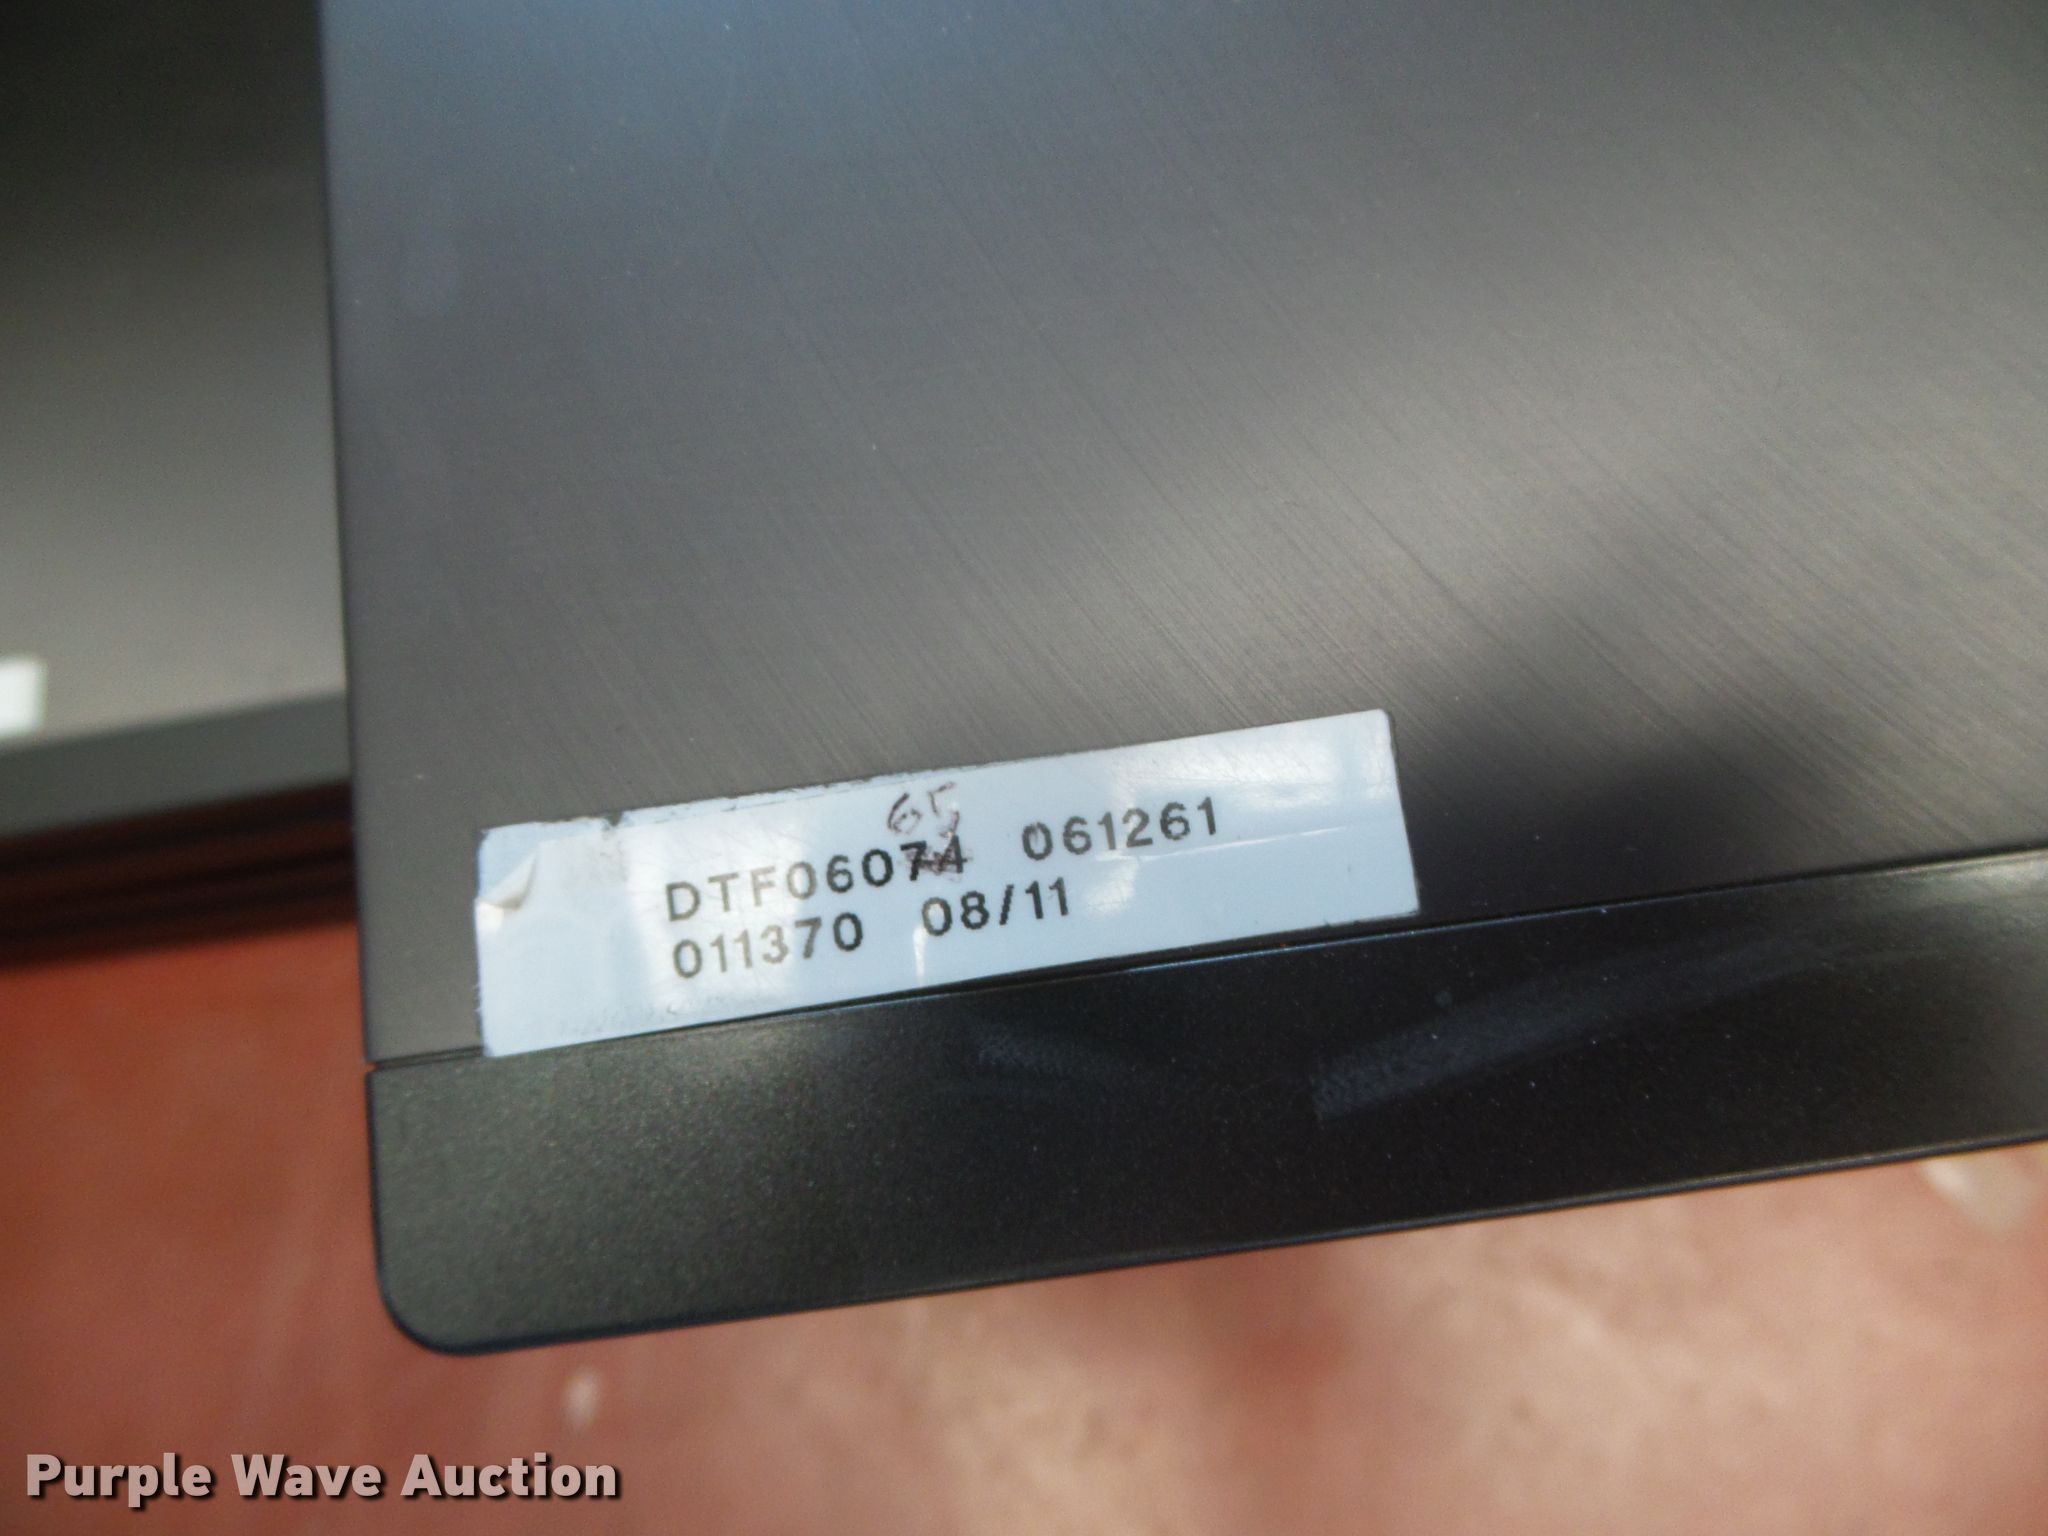 65
DTF06074 061261
011370 08/11
Purple Wave Auction